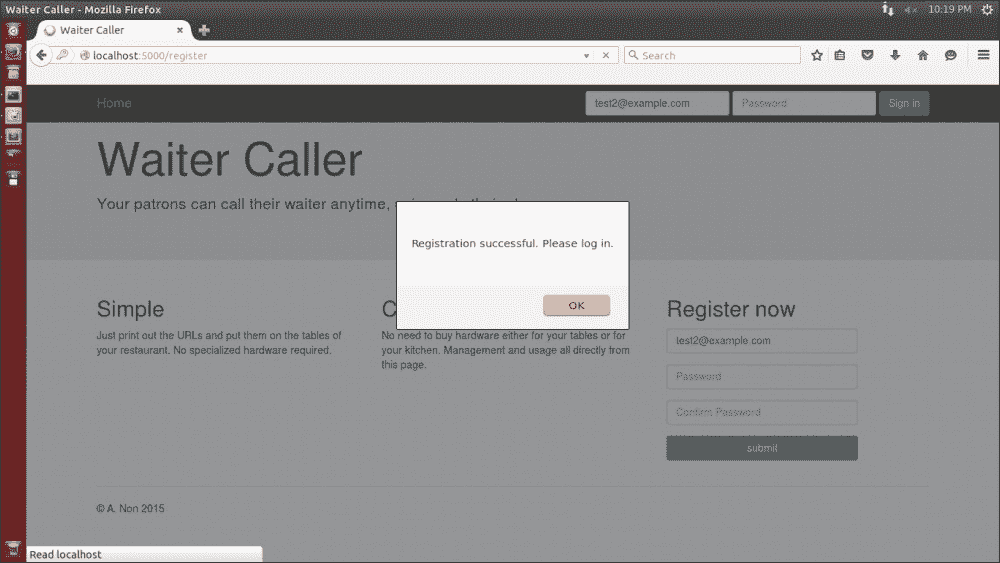 Waiter Caller - Mozilla Firefox
10:19 PM
Waiter Caller
localhost:5000/register
Search
Home
test2@example.com
Password
Sign in
Waiter Caller
Your patrons can call their waiter anytime,
Registration successful. Please log in.
OK
Simple
Just print out the URLs and put them on the tables of
your restaurant. No specialized hardware required.
C
No need to buy hardware either for your tables or for
your kitchen. Management and usage all directly from
this page.
Register now
test2@example.com
Password
Confirm Password
submit
© A. Non 2015
Read localhost